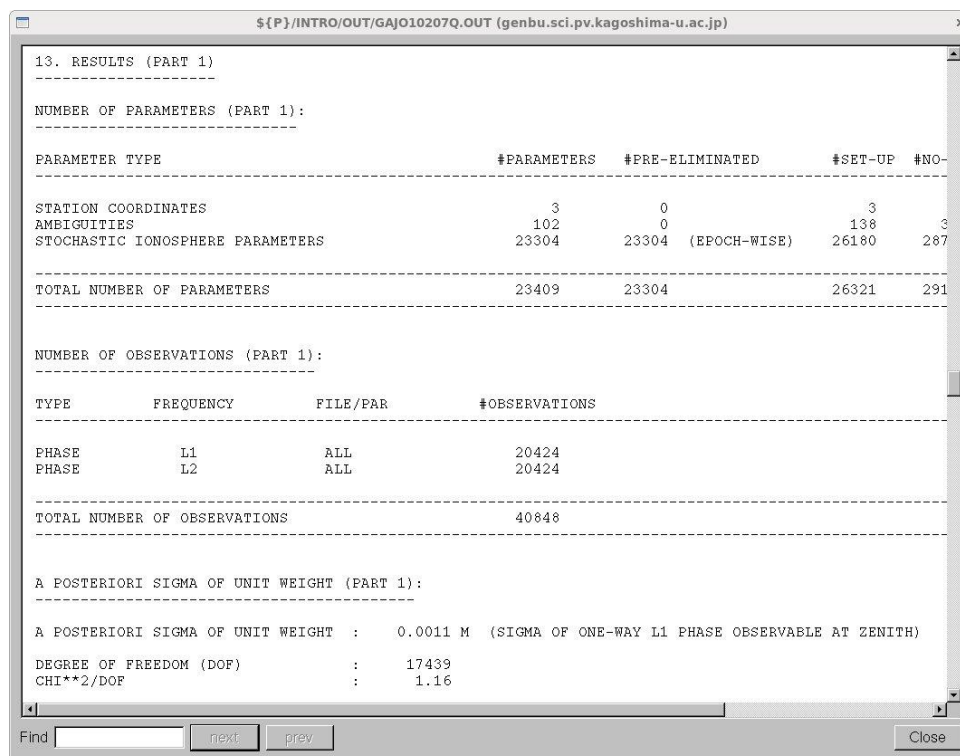 ${P}/INTRO/OUT/GAJO10207Q.OUT (genbu.sci.pv.kagoshima-u.ac.jp)
13. RESULTS (PART 1)
--------------------
NUMBER OF PARAMETERS (PART 1):
------------------------------
PARAMETER TYPE #PARAMETERS #PRE-ELIMINATED #SET-UP #NO-
STATION COORDINATES 3 0 3
AMBIGUITIES 102 0 138 3
STOCHASTIC IONOSPHERE PARAMETERS 23304 23304 (EPOCH-WISE) 26180 287
TOTAL NUMBER OF PARAMETERS 23409 23304 26321 291
NUMBER OF OBSERVATIONS (PART 1):
--------------------------------
TYPE FREQUENCY FILE/PAR #OBSERVATIONS
PHASE L1 ALL 20424
PHASE L2 ALL 20424
TOTAL NUMBER OF OBSERVATIONS 40848
A POSTERIORI SIGMA OF UNIT WEIGHT (PART 1):
-------------------------------------------
A POSTERIORI SIGMA OF UNIT WEIGHT : 0.0011 M (SIGMA OF ONE-WAY L1 PHASE OBSERVABLE AT ZENITH)
DEGREE OF FREEDOM (DOF) : 17439
CHI**2/DOF : 1.16
Find next prev Close